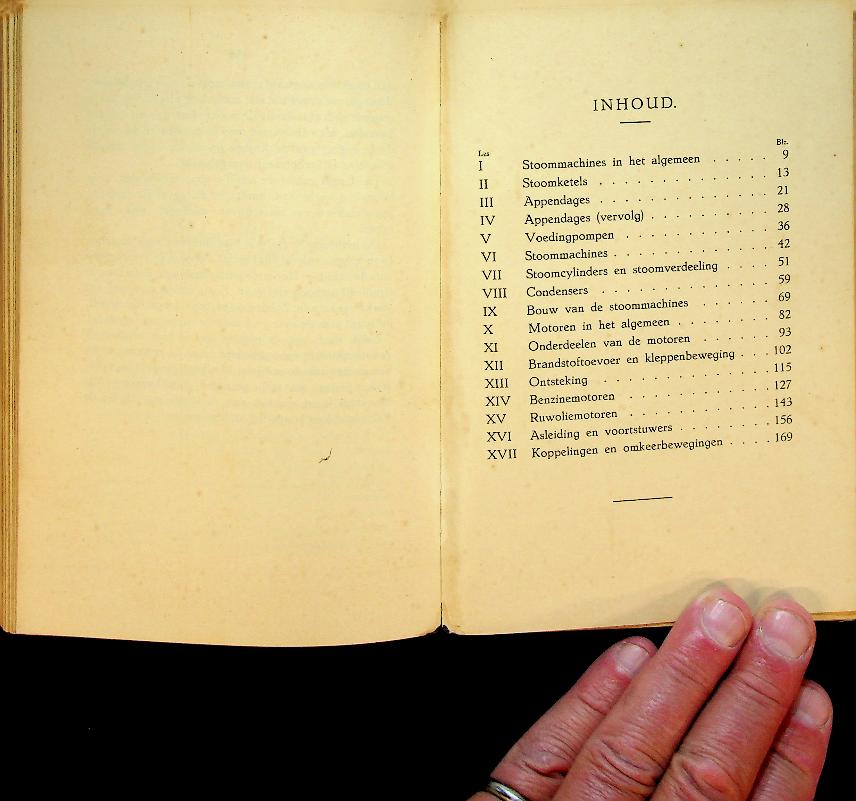 INHOUD.
Les Blz.
I Stoommachines in het algemeen . . . . . 9
II Stoomketels . . . . . . . . . . . . . 13
III Appendages . . . . . . . . . . . . . 21
IV Appendages (vervolg) . . . . . . . . . 28
V Voedingpompen . . . . . . . . . . . 36
VI Stoommachines . . . . . . . . . . . . 42
VII Stoomcylinders en stoomverdeeling . . . . 51
VIII Condensers . . . . . . . . . . . . . 59
IX Bouw van de stoommachines . . . . . . 69
X Motoren in het algemeen . . . . . . . . 82
XI Onderdeelen van de motoren . . . . . . 93
XII Brandstoftoevoer en kleppenbeweging . . . 102
XIII Ontsteking . . . . . . . . . . . . . 115
XIV Benzinemotoren . . . . . . . . . . . 127
XV Ruwoliemotoren . . . . . . . . . . . 143
XVI Asleiding en voortstuwers . . . . . . . . 156
XVII Koppelingen en omkeerbewegingen . . . . 169